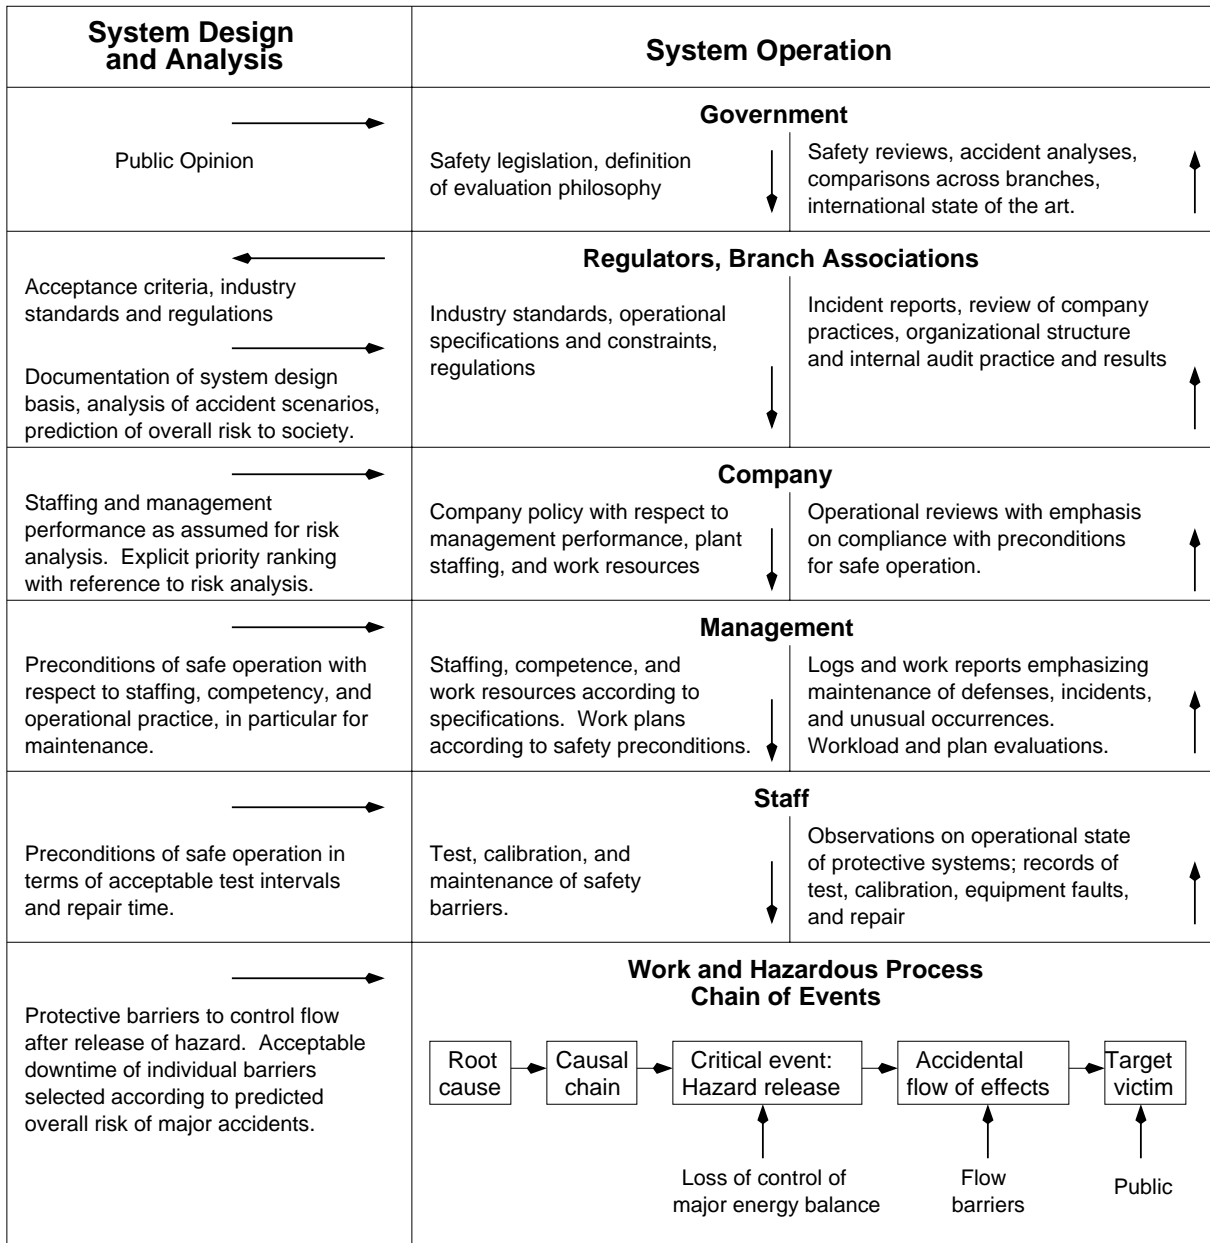 System Design
and Analysis
System Operation
Public Opinion
Government
Safety legislation, definition
of evaluation philosophy
Safety reviews, accident analyses,
comparisons across branches,
international state of the art.
Acceptance criteria, industry
standards and regulations
Documentation of system design
basis, analysis of accident scenarios,
prediction of overall risk to society.
Regulators, Branch Associations
Industry standards, operational
specifications and constraints,
regulations
Incident reports, review of company
practices, organizational structure
and internal audit practice and results
Staffing and management
performance as assumed for risk
analysis.  Explicit priority ranking
with reference to risk analysis.
Company
Company policy with respect to
management performance, plant
staffing, and work resources
Operational reviews with emphasis
on compliance with preconditions
for safe operation.
Preconditions of safe operation with
respect to staffing, competency, and
operational practice, in particular for
maintenance.
Management
Staffing, competence, and
work resources according to
specifications.  Work plans
according to safety preconditions.
Logs and work reports emphasizing
maintenance of defenses, incidents,
and unusual occurrences.
Workload and plan evaluations.
Preconditions of safe operation in
terms of acceptable test intervals
and repair time.
Staff
Test, calibration, and
maintenance of safety
barriers.
Observations on operational state
of protective systems; records of
test, calibration, equipment faults,
and repair
Protective barriers to control flow
after release of hazard.  Acceptable
downtime of individual barriers
selected according to predicted
overall risk of major accidents.
Work and Hazardous Process
Chain of Events
Root
cause
Causal
chain
Critical event:
Hazard release
Accidental
flow of effects
Target
victim
Loss of control of
major energy balance
Flow
barriers
Public